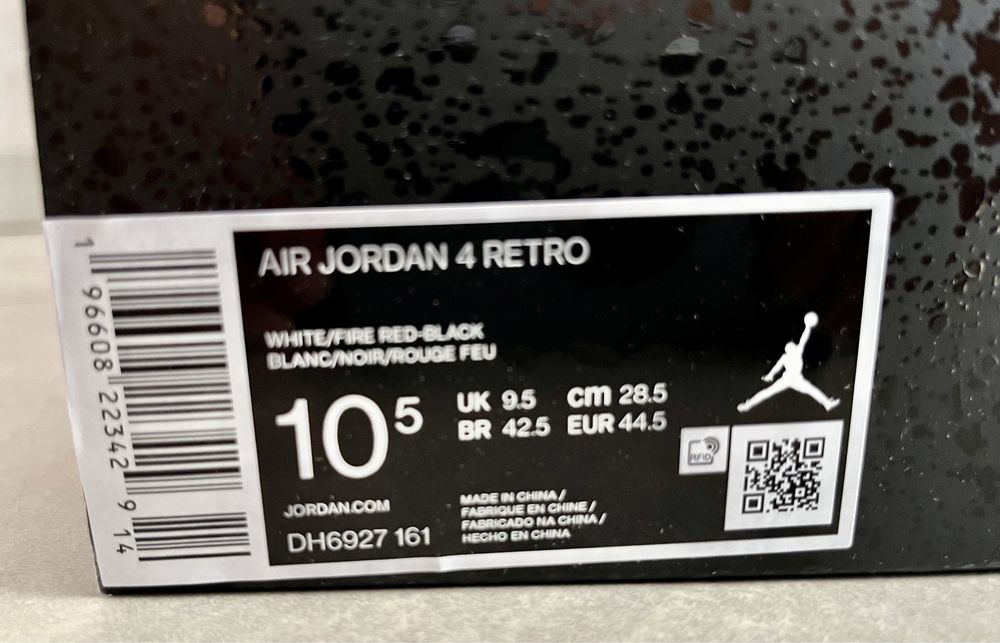 1 96608 22342 9 14
AIR JORDAN 4 RETRO
WHITE/FIRE RED-BLACK
BLANC/NOIR/ROUGE FEU
10 5
UK 9.5 cm 28.5
BR 42.5 EUR 44.5
RFID
JORDAN.COM
DH6927 161
MADE IN CHINA /
FABRIQUE EN CHINE /
FABRICADO NA CHINA /
HECHO EN CHINA